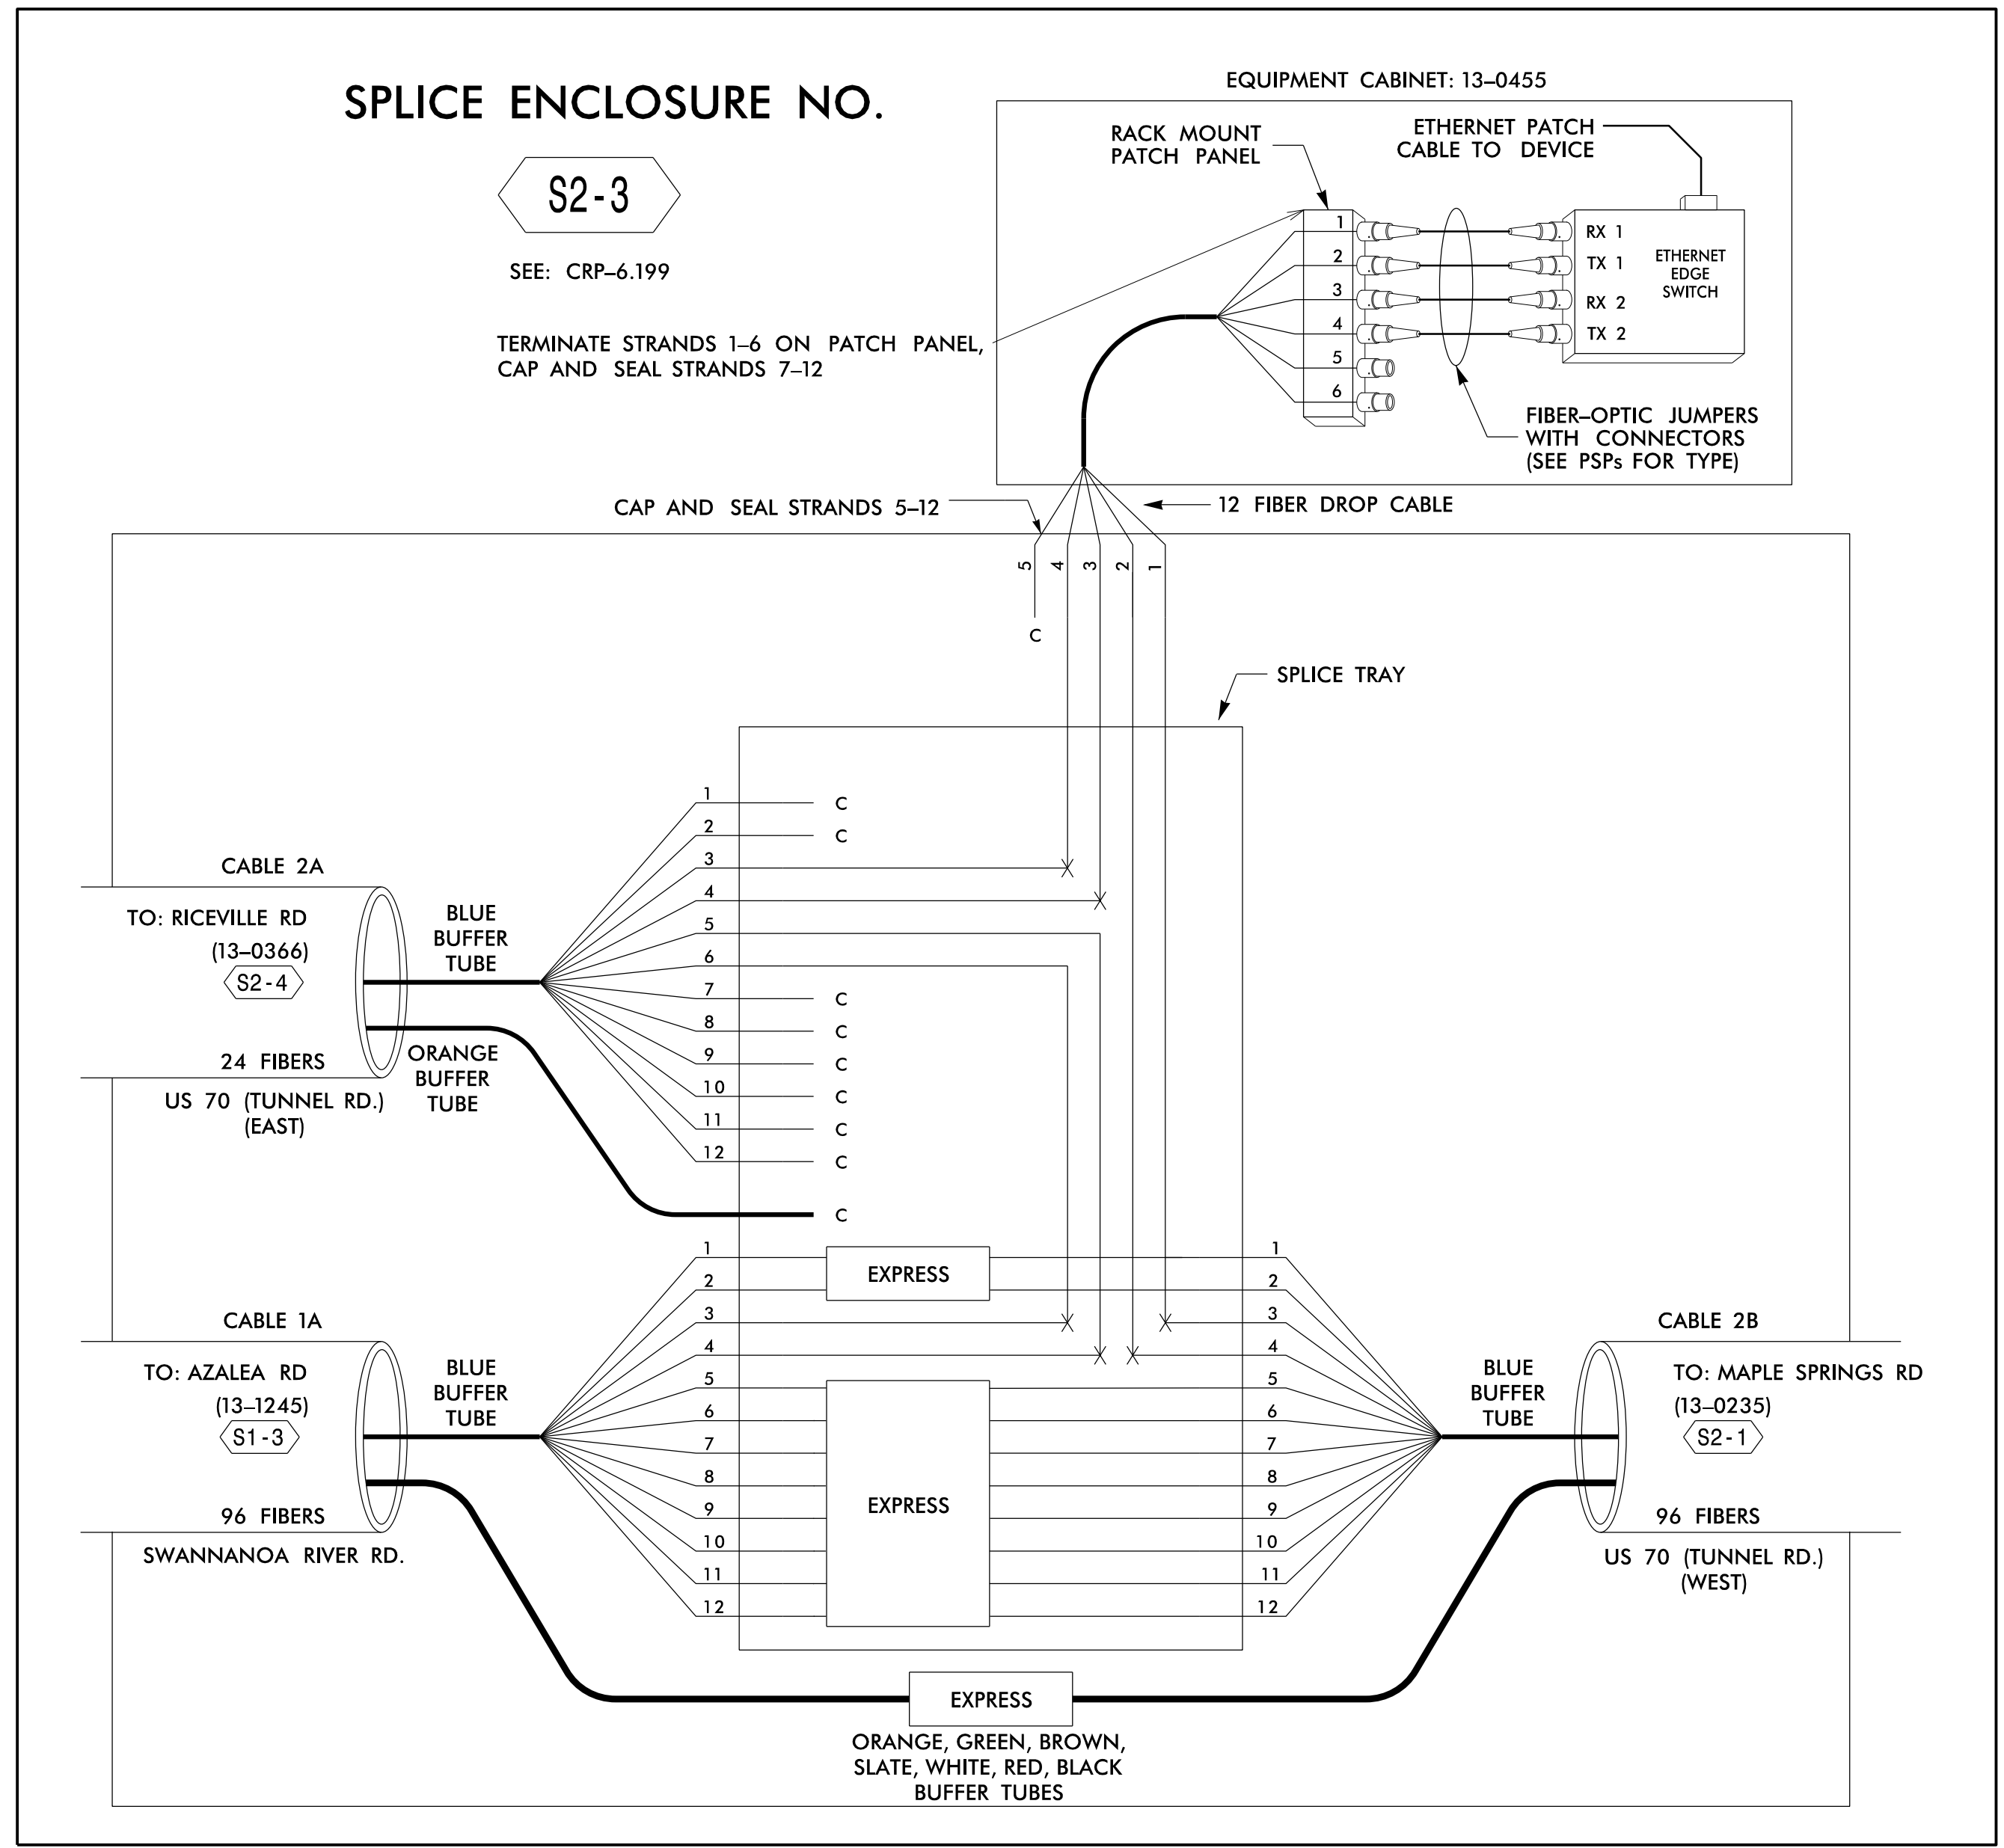 SPLICE ENCLOSURE NO.
S2-3
SEE: CRP-6.199
EQUIPMENT CABINET: 13-0455
RACK MOUNT
PATCH PANEL
ETHERNET PATCH
CABLE TO DEVICE
1
2
3
4
5
6
RX 1
TX 1
RX 2
TX 2
ETHERNET
EDGE
SWITCH
TERMINATE STRANDS 1-6 ON PATCH PANEL,
CAP AND SEAL STRANDS 7-12
FIBER-OPTIC JUMPERS
WITH CONNECTORS
(SEE PSPs FOR TYPE)
CAP AND SEAL STRANDS 5-12
12 FIBER DROP CABLE
5
4
3
2
1
C
SPLICE TRAY
CABLE 2A
TO: RICEVILLE RD
(13-0366)
S2-4
24 FIBERS
US 70 (TUNNEL RD.)
(EAST)
BLUE
BUFFER
TUBE
ORANGE
BUFFER
TUBE
1 C
2 C
3
4
5
6
7 C
8 C
9 C
10 C
11 C
12 C
C
CABLE 1A
TO: AZALEA RD
(13-1245)
S1-3
96 FIBERS
SWANNANOA RIVER RD.
BLUE
BUFFER
TUBE
1
2
3
4
5
6
7
8
9
10
11
12
EXPRESS
EXPRESS
1
2
3
4
5
6
7
8
9
10
11
12
BLUE
BUFFER
TUBE
CABLE 2B
TO: MAPLE SPRINGS RD
(13-0235)
S2-1
96 FIBERS
US 70 (TUNNEL RD.)
(WEST)
EXPRESS
ORANGE, GREEN, BROWN,
SLATE, WHITE, RED, BLACK
BUFFER TUBES